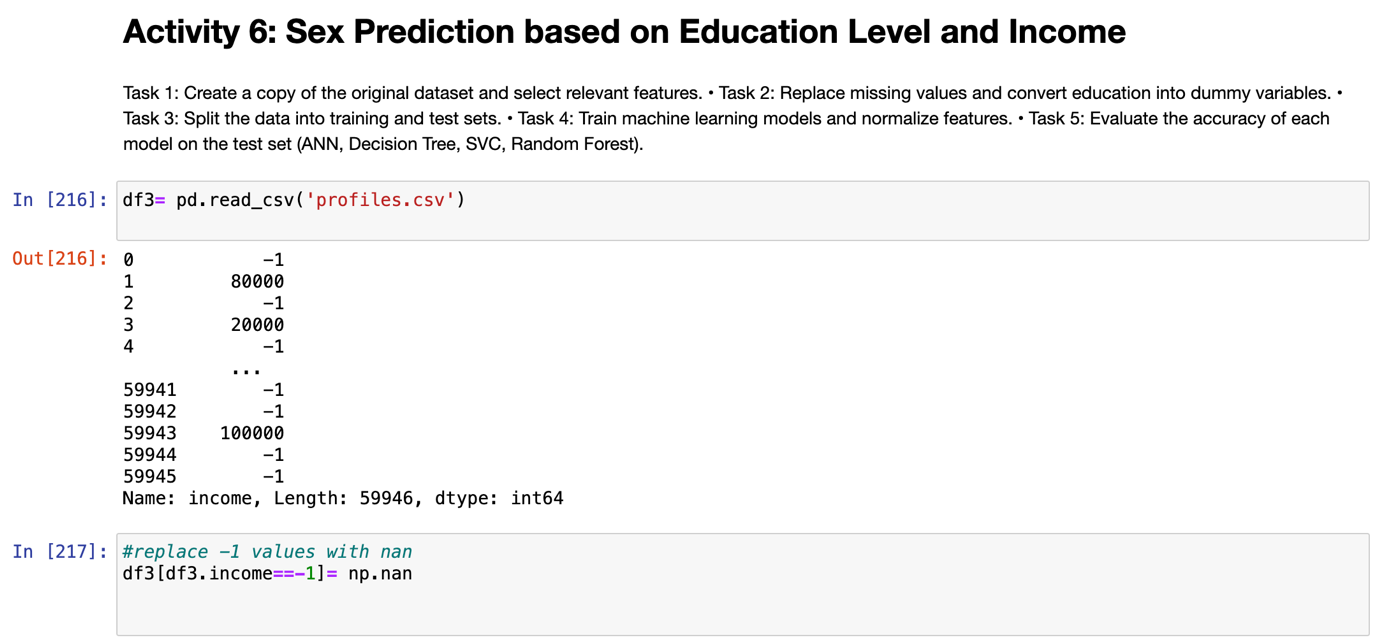 Activity 6: Sex Prediction based on Education Level and Income
Task 1: Create a copy of the original dataset and select relevant features. • Task 2: Replace missing values and convert education into dummy variables. •
Task 3: Split the data into training and test sets. • Task 4: Train machine learning models and normalize features. • Task 5: Evaluate the accuracy of each
model on the test set (ANN, Decision Tree, SVC, Random Forest).
In [216]: df3= pd.read_csv('profiles.csv')
Out[216]: 0 -1
1 80000
2 -1
3 20000
4 -1
...
59941 -1
59942 -1
59943 100000
59944 -1
59945 -1
Name: income, Length: 59946, dtype: int64
In [217]: #replace -1 values with nan
df3[df3.income==-1]= np.nan